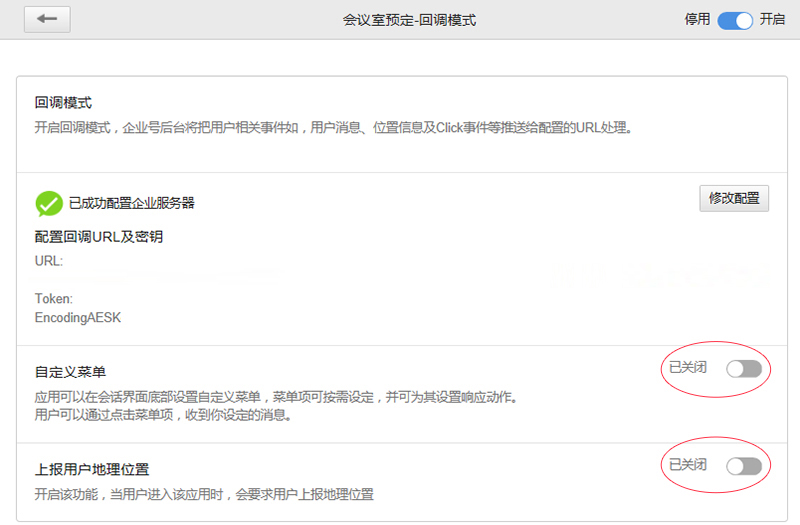 会议室预定-回调模式
停用
开启
回调模式
开启回调模式，企业号后台将把用户相关事件如，用户消息、位置信息及Click事件等推送给配置的URL处理。
已成功配置企业服务器
修改配置
配置回调URL及密钥
URL:
Token:
EncodingAESK
自定义菜单
已关闭
应用可以在会话界面底部设置自定义菜单，菜单项可按需设定，并可为其设置响应动作。
用户可以通过点击菜单项，收到你设定的消息。
上报用户地理位置
已关闭
开启该功能，当用户进入该应用时，会要求用户上报地理位置